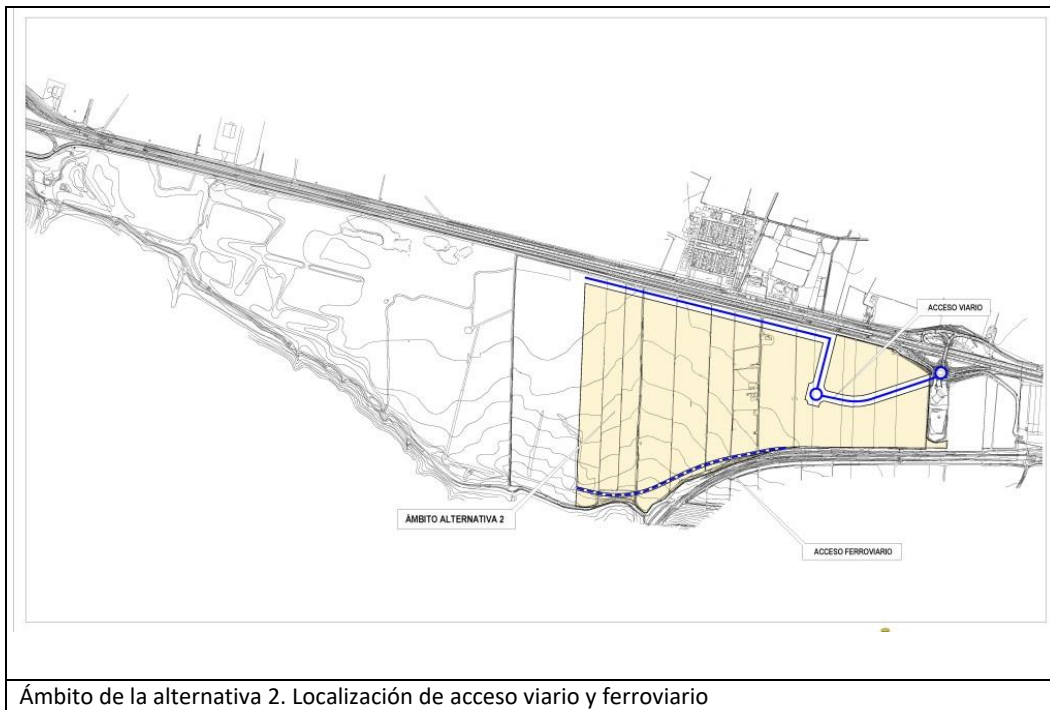 ACCESO VIARIO
ÁMBITO ALTERNATIVA 2
ACCESO FERROVIARIO
Ámbito de la alternativa 2. Localización de acceso viario y ferroviario